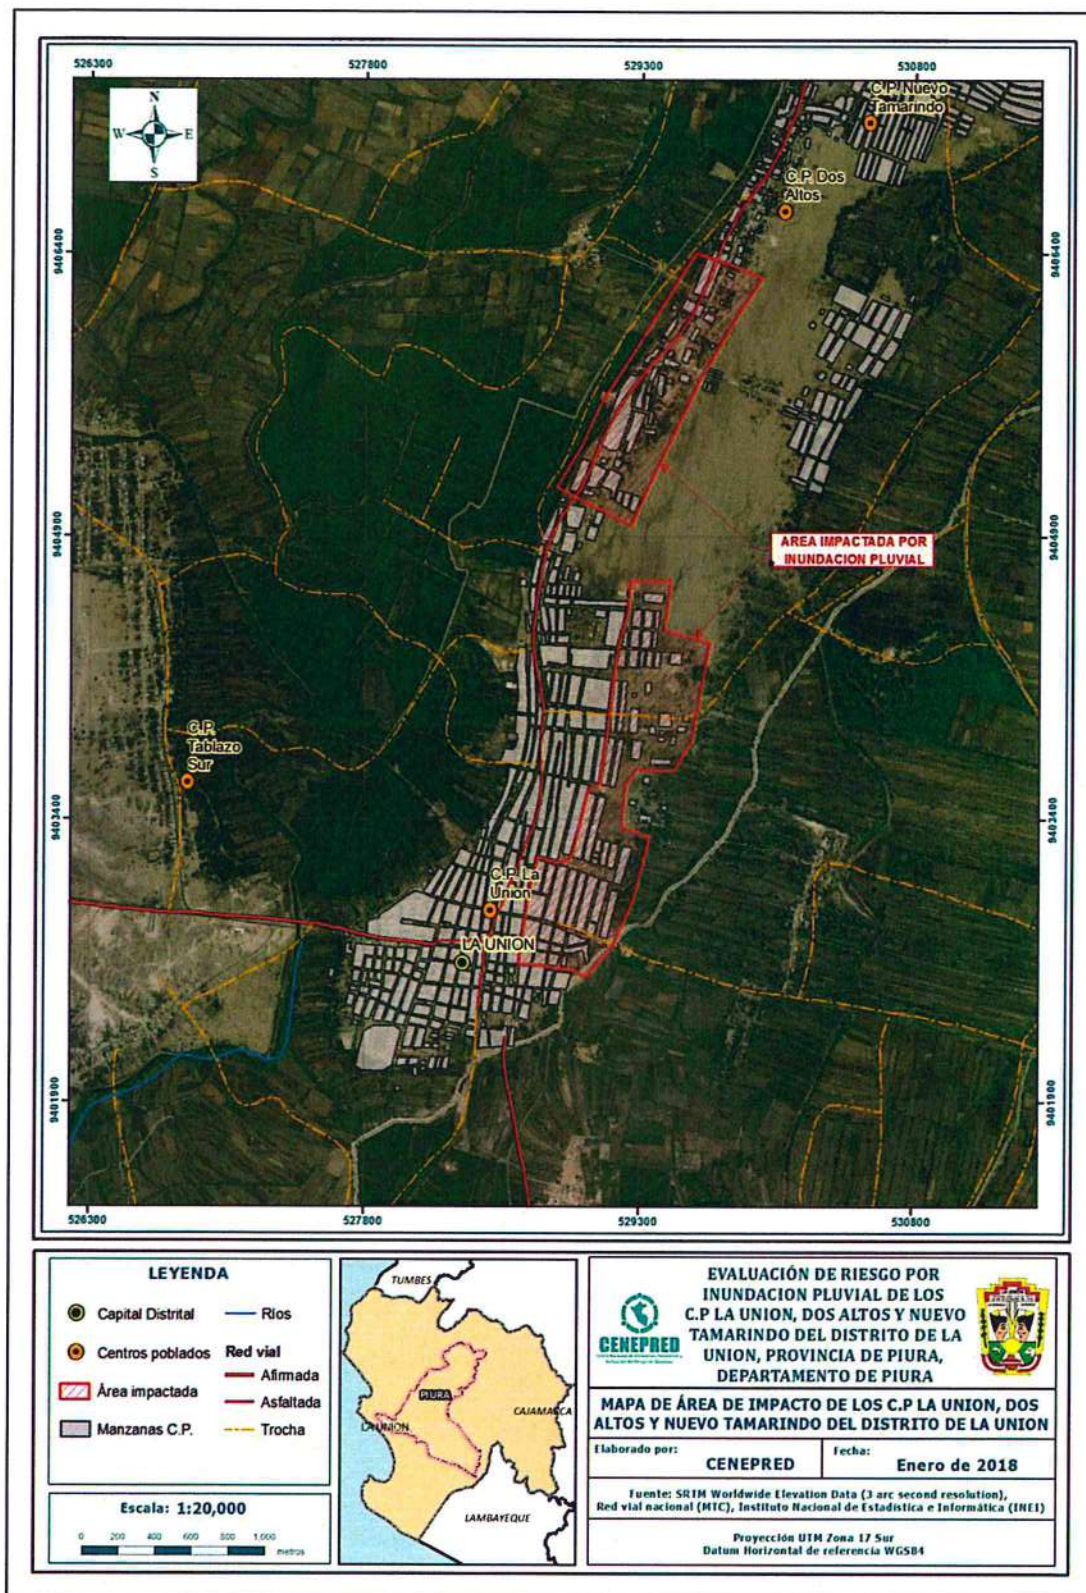 526300
527800
529300
530800
N
W
E
S
C.P. Nuevo
Tamarindo
C.P. Dos
Altos
9406400
9406400
9404900
9404900
AREA IMPACTADA POR
INUNDACION PLUVIAL
C.P.
Tablazo
Sur
9403400
9403400
C.P. La
Union
LA UNION
9401900
9401900
526300
527800
529300
530800
LEYENDA
Capital Distrital
Ríos
Centros poblados
Red vial
Afirmada
Área impactada
Asfaltada
Manzanas C.P.
Trocha
Escala: 1:20,000
0 200 400 600 800 1,000
metros
TUMBES
PIURA
LA UNION
CAJAMARCA
LAMBAYEQUE
CENEPRED
EVALUACIÓN DE RIESGO POR
INUNDACION PLUVIAL DE LOS
C.P LA UNION, DOS ALTOS Y NUEVO
TAMARINDO DEL DISTRITO DE LA
UNION, PROVINCIA DE PIURA,
DEPARTAMENTO DE PIURA
MAPA DE ÁREA DE IMPACTO DE LOS C.P LA UNION, DOS
ALTOS Y NUEVO TAMARINDO DEL DISTRITO DE LA UNION
Elaborado por:
CENEPRED
Fecha:
Enero de 2018
Fuente: SRTM Worldwide Elevation Data (3 arc second resolution),
Red vial nacional (MTC), Instituto Nacional de Estadística e Informática (INEI)
Proyección UTM Zona 17 Sur
Datum Horizontal de referencia WGS84